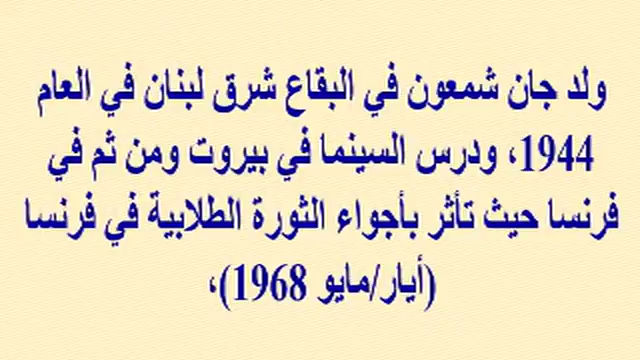 ولد جان شمعون في البقاع شرق لبنان في العام
1944، ودرس السينما في بيروت ومن ثم في
فرنسا حيث تأثر بأجواء الثورة الطلابية في فرنسا
(أيار/مايو 1968)،